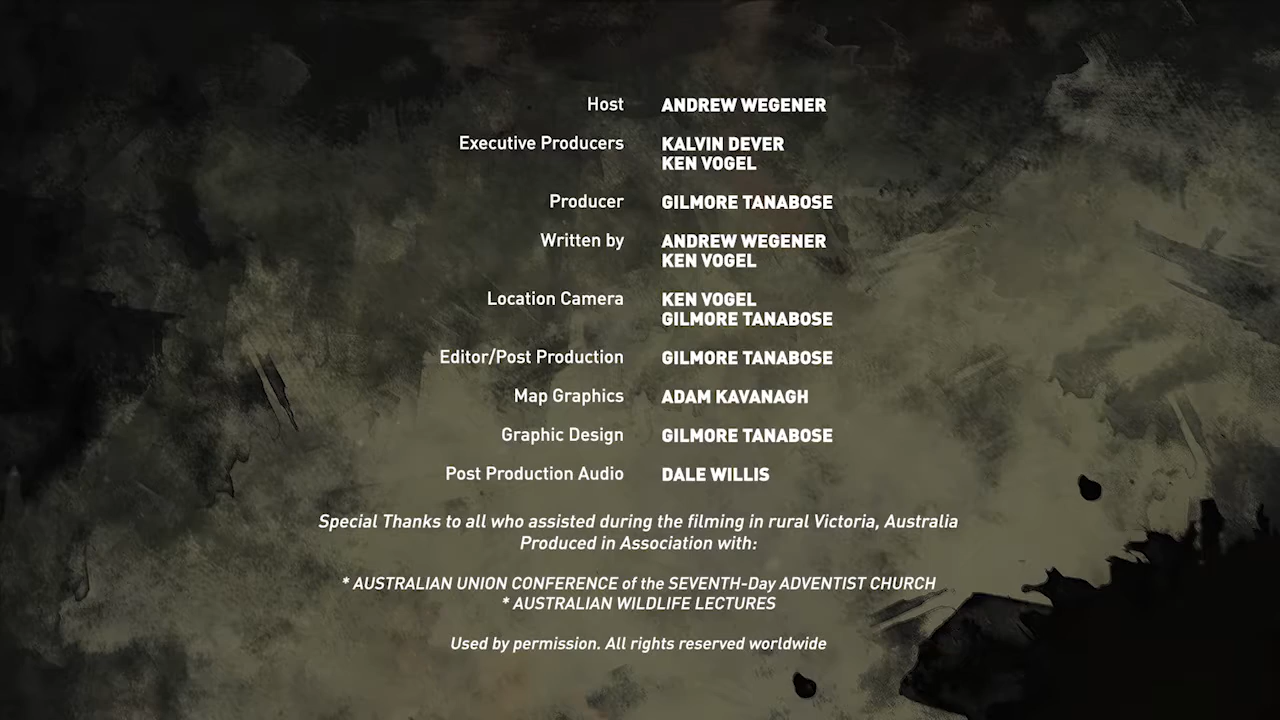 Host ANDREW WEGENER
Executive Producers KALVIN DEVER
KEN VOGEL
Producer GILMORE TANABOSE
Written by ANDREW WEGENER
KEN VOGEL
Location Camera KEN VOGEL
GILMORE TANABOSE
Editor/Post Production GILMORE TANABOSE
Map Graphics ADAM KAVANAGH
Graphic Design GILMORE TANABOSE
Post Production Audio DALE WILLIS
Special Thanks to all who assisted during the filming in rural Victoria, Australia
Produced in Association with:
* AUSTRALIAN UNION CONFERENCE of the SEVENTH-Day ADVENTIST CHURCH
* AUSTRALIAN WILDLIFE LECTURES
Used by permission. All rights reserved worldwide